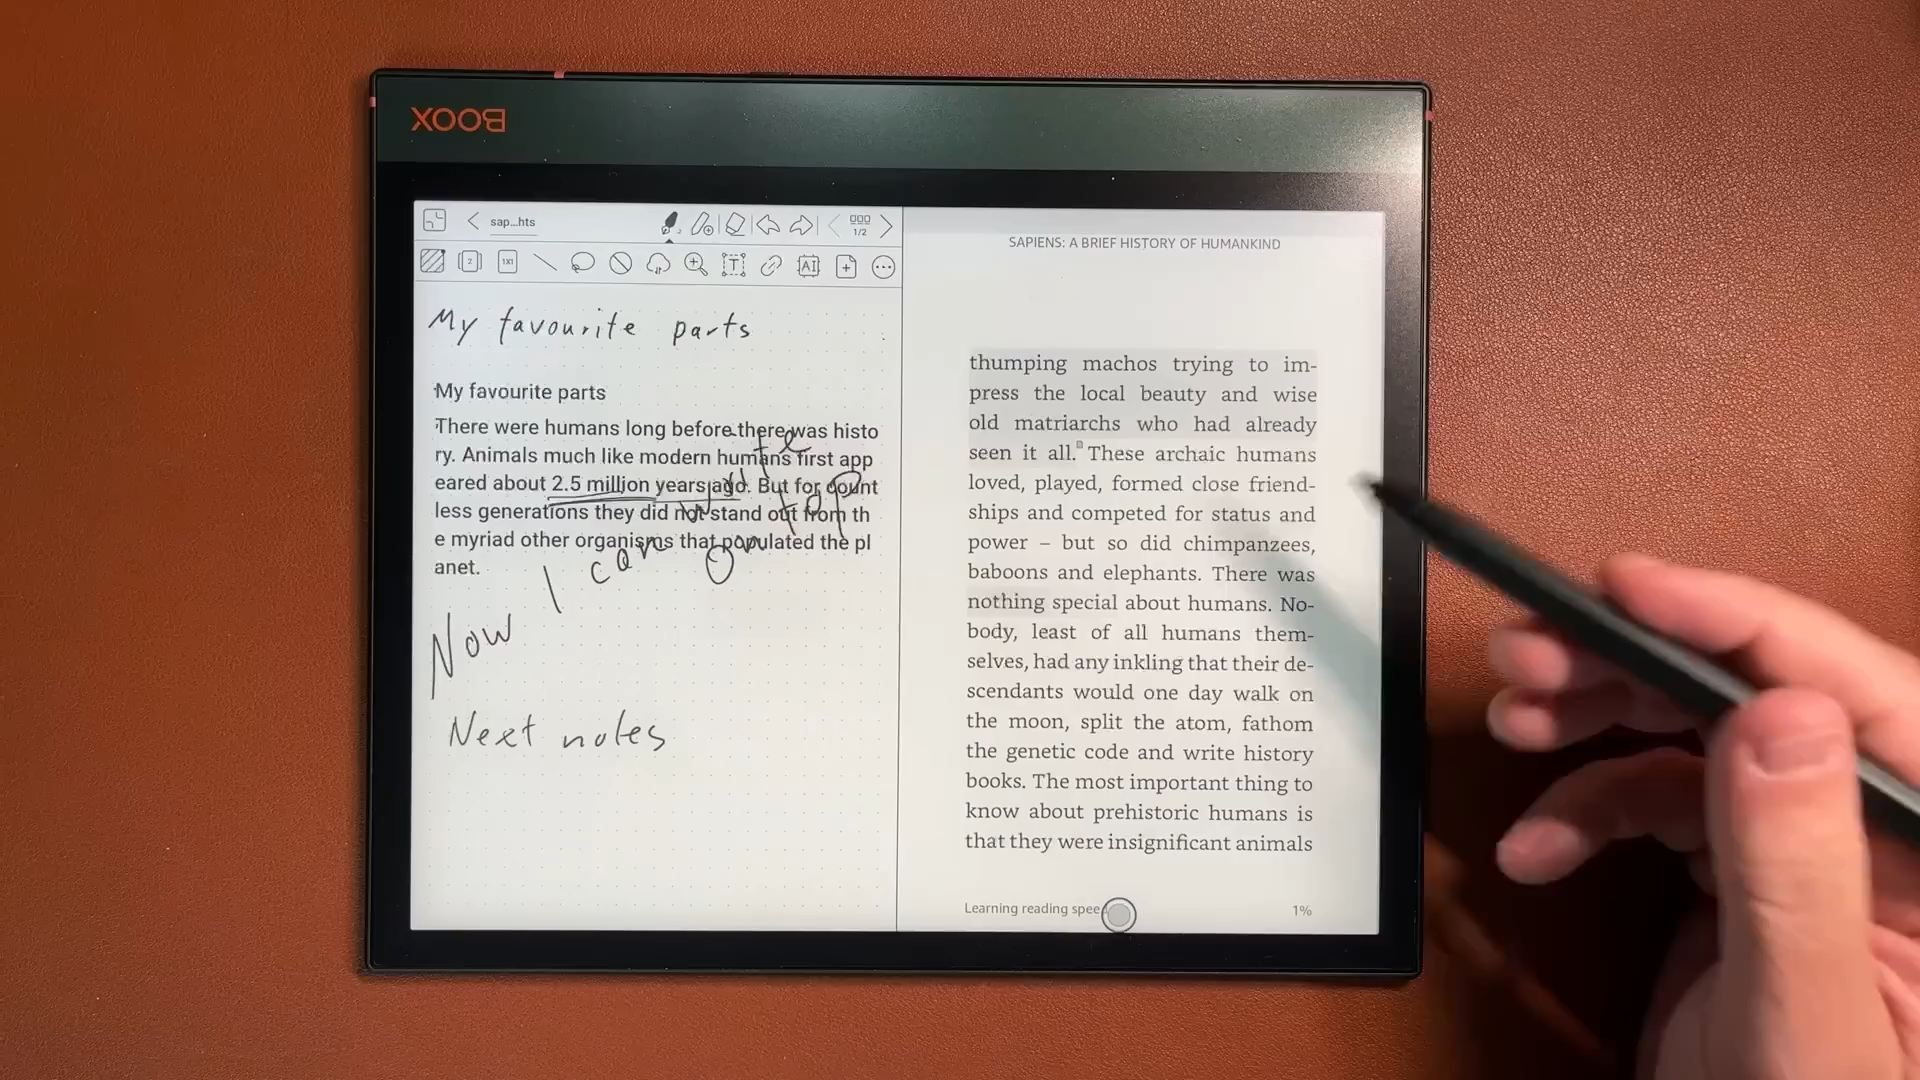 BOOX
sap...hts
1/2
2
1X1
T
AI
My favourite parts
My favourite parts
There were humans long before there was histo
ry. Animals much like modern humans first app
eared about 2.5 million years ago. But for count
less generations they did not stand out from th
e myriad other organisms that populated the pl
anet.
Now I can write on top
Next notes
SAPIENS: A BRIEF HISTORY OF HUMANKIND
thumping machos trying to im-
press the local beauty and wise
old matriarchs who had already
seen it all. These archaic humans
loved, played, formed close friend-
ships and competed for status and
power – but so did chimpanzees,
baboons and elephants. There was
nothing special about humans. No-
body, least of all humans them-
selves, had any inkling that their de-
scendants would one day walk on
the moon, split the atom, fathom
the genetic code and write history
books. The most important thing to
know about prehistoric humans is
that they were insignificant animals
Learning reading spee
1%